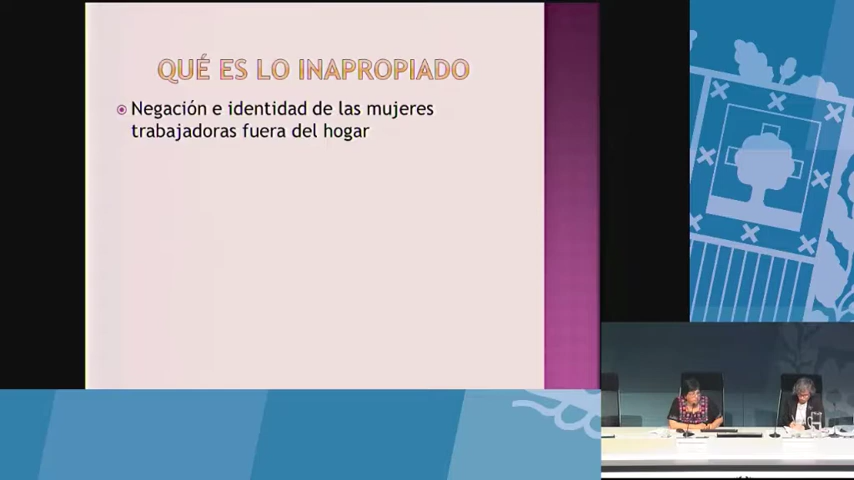 QUÉ ES LO INAPROPIADO
Negación e identidad de las mujeres
trabajadoras fuera del hogar